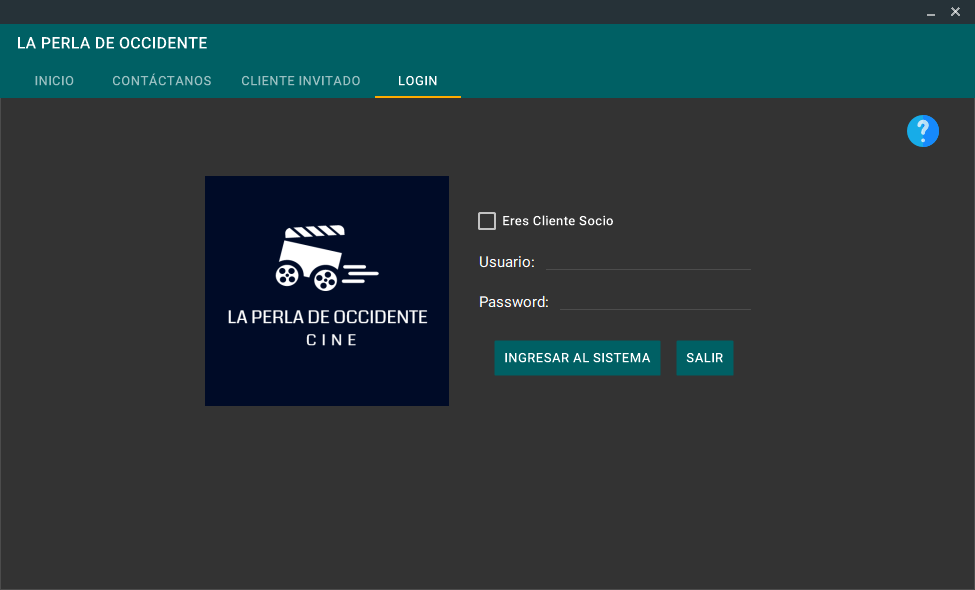 LA PERLA DE OCCIDENTE
INICIO CONTÁCTANOS CLIENTE INVITADO LOGIN
?
LA PERLA DE OCCIDENTE
CINE
Eres Cliente Socio
Usuario:
Password:
INGRESAR AL SISTEMA SALIR